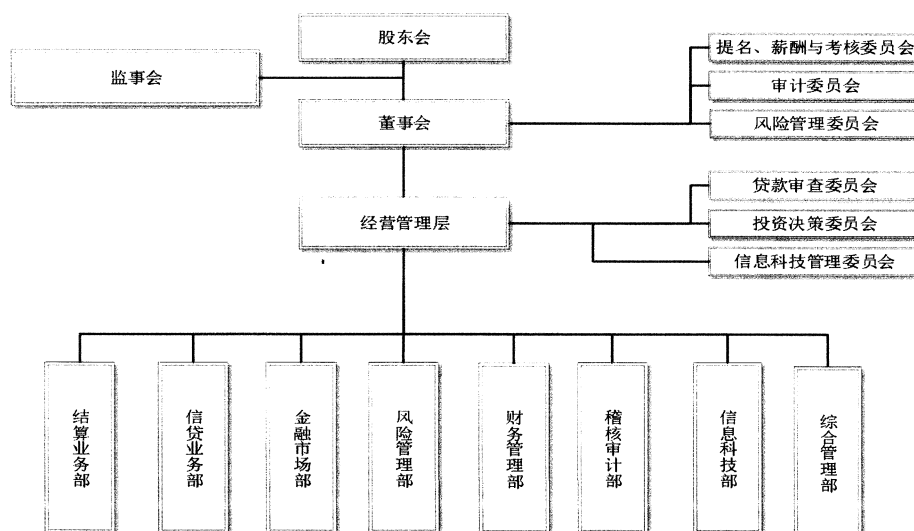 股东会
监事会
提名、薪酬与考核委员会
审计委员会
董事会
风险管理委员会
贷款审查委员会
经营管理层
投资决策委员会
信息科技管理委员会
结算业务部
信贷业务部
金融市场部
风险管理部
财务管理部
稽核审计部
信息科技部
综合管理部